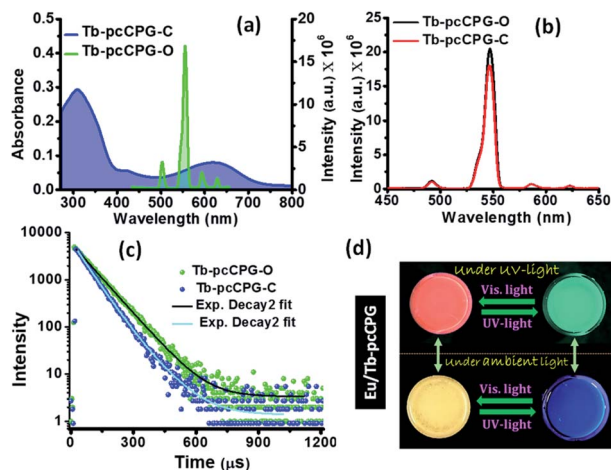 (a)
Tb-pcCPG-C
Tb-pcCPG-O
0.5
0.4
0.3
0.2
0.1
0.0
Absorbance
20
15
10
5
0
Intensity (a.u.) X 10⁶
300 400 500 600 700 800
Wavelength (nm)
(b)
Tb-pcCPG-O
Tb-pcCPG-C
25
20
15
10
5
0
Intensity (a.u.) X 10⁶
450 500 550 600 650
Wavelength (nm)
(c)
Tb-pcCPG-O
Tb-pcCPG-C
Exp. Decay2 fit
Exp. Decay2 fit
10000
1000
100
10
1
Intensity
0 300 600 900 1200
Time (μs)
(d)
Eu/Tb-pcCPG
Under UV-light
Vis. light
UV-light
Under ambient light
Vis. light
UV-light